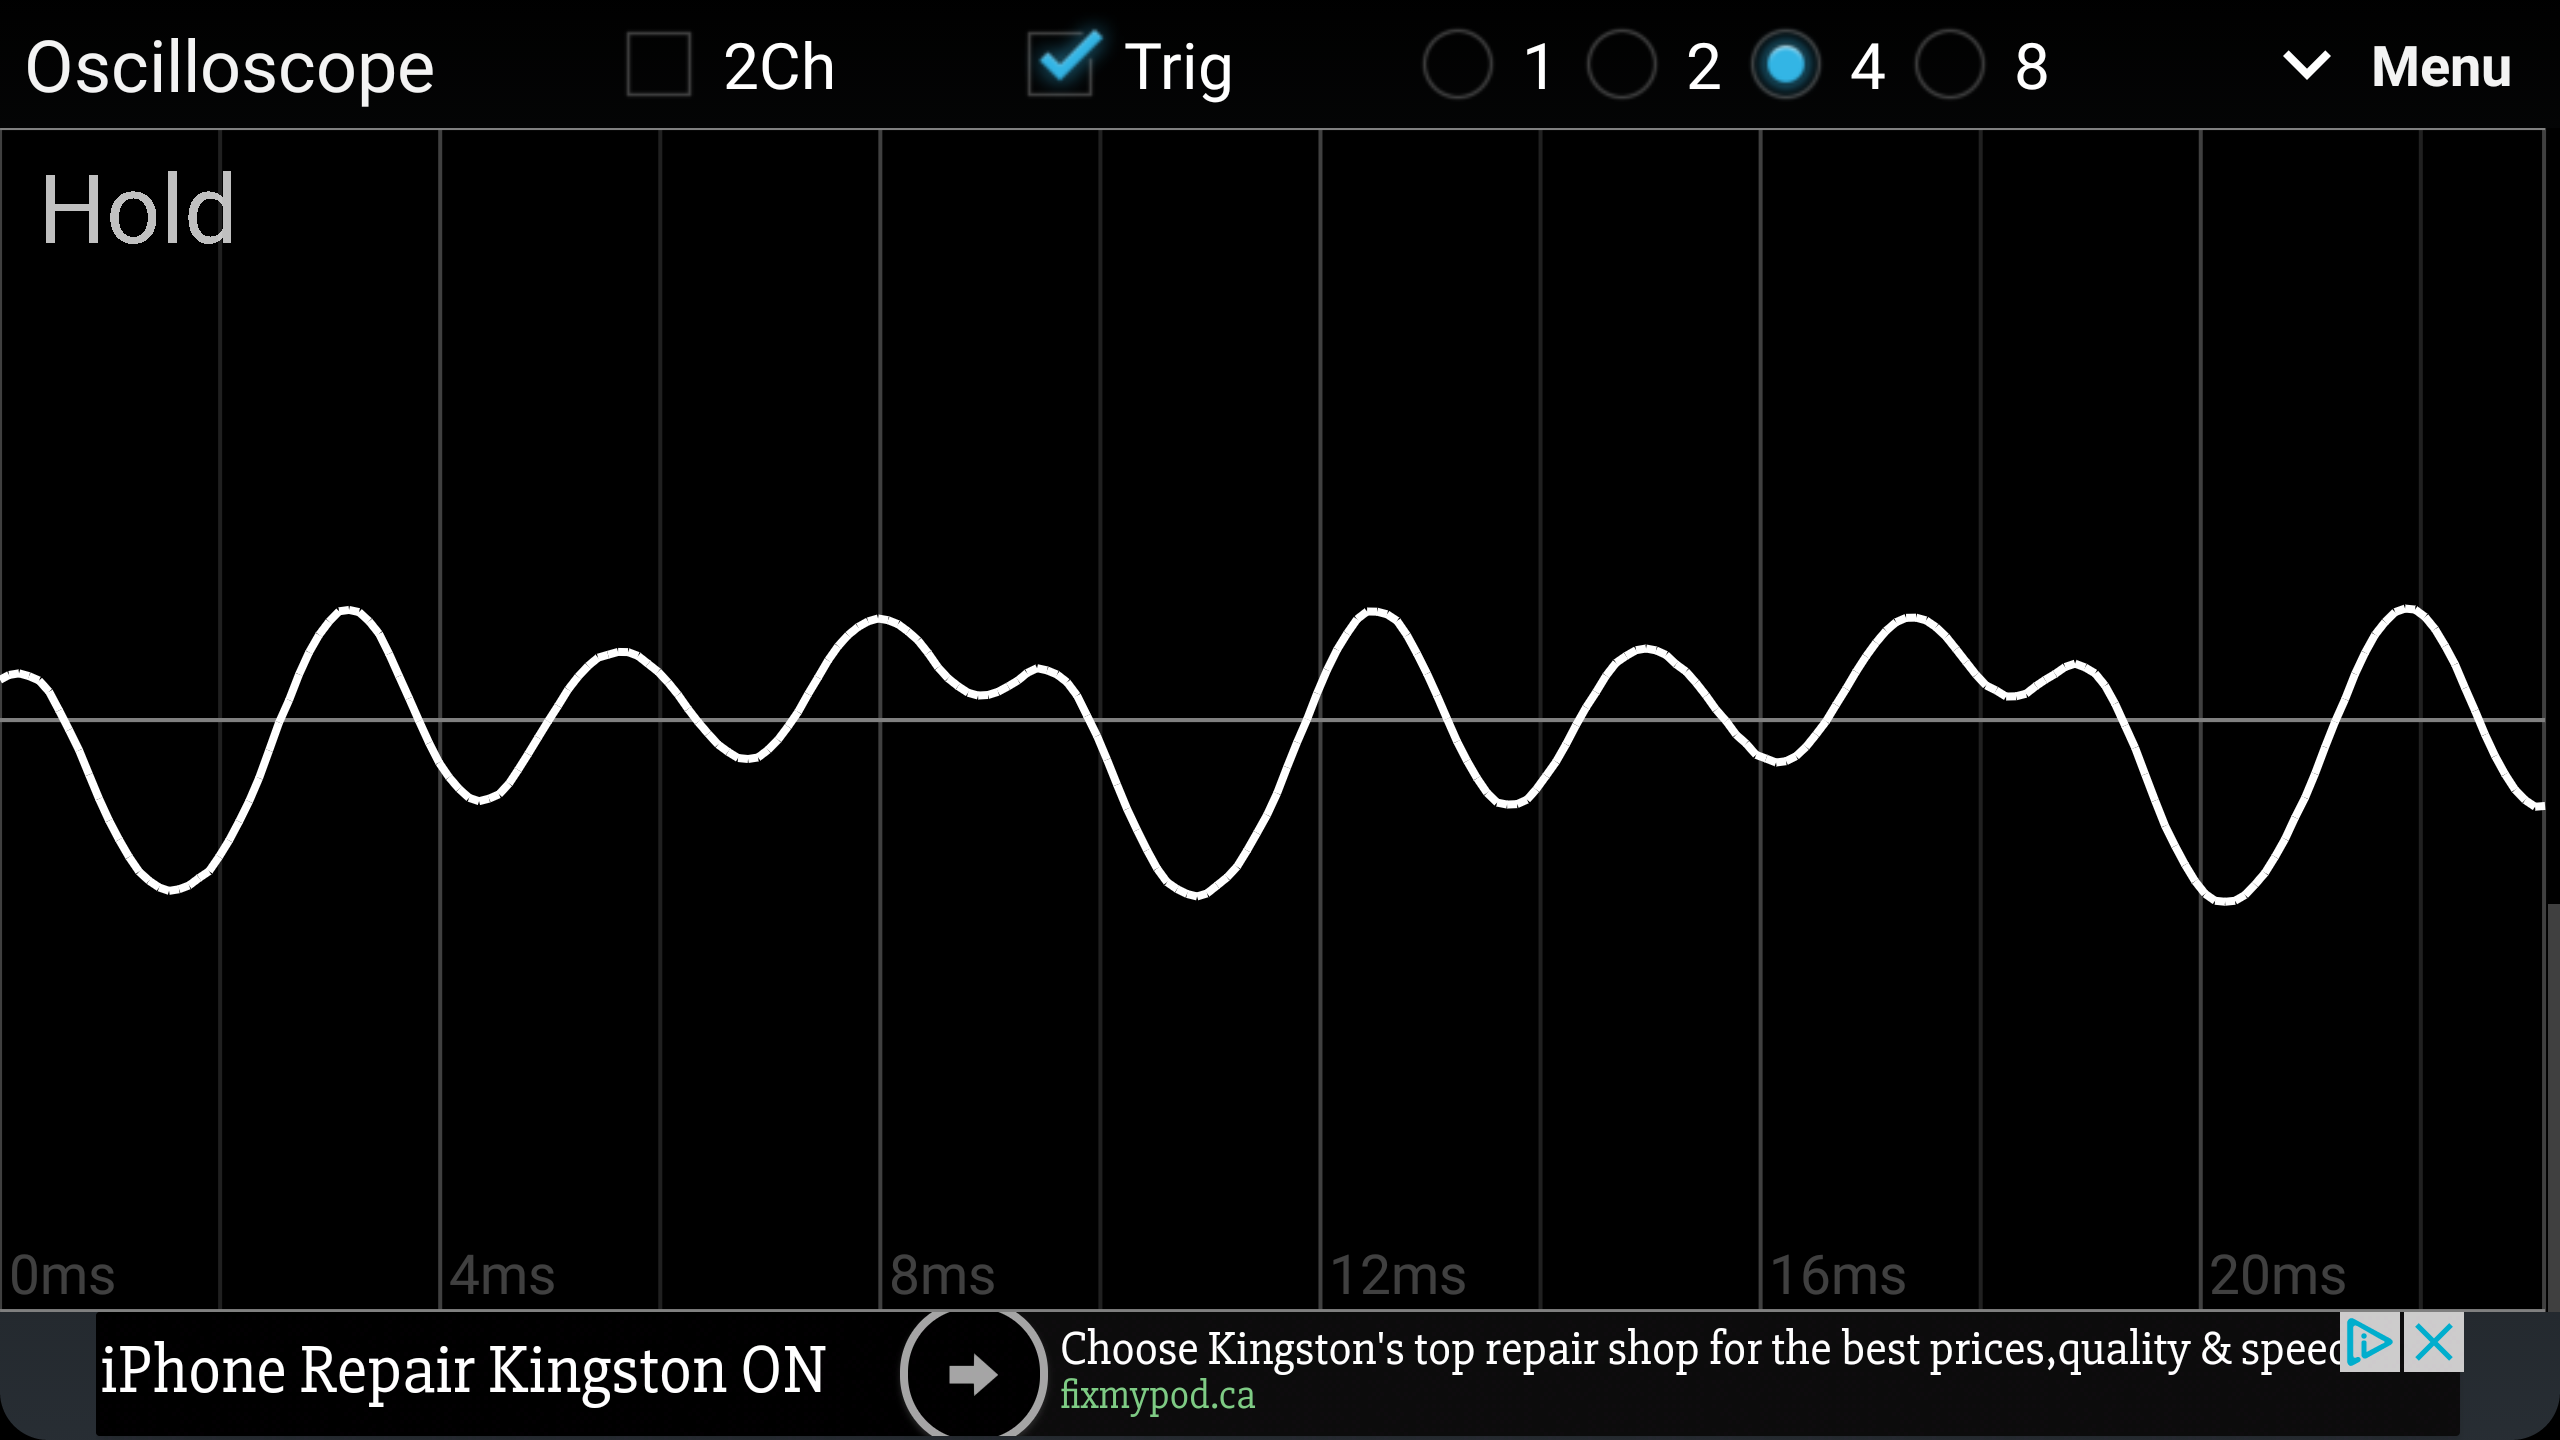 Oscilloscope 2Ch Trig 1 2 4 8 Menu
Hold
0ms 4ms 8ms 12ms 16ms 20ms
iPhone Repair Kingston ON
Choose Kingston's top repair shop for the best prices,quality &
fixmypod.ca